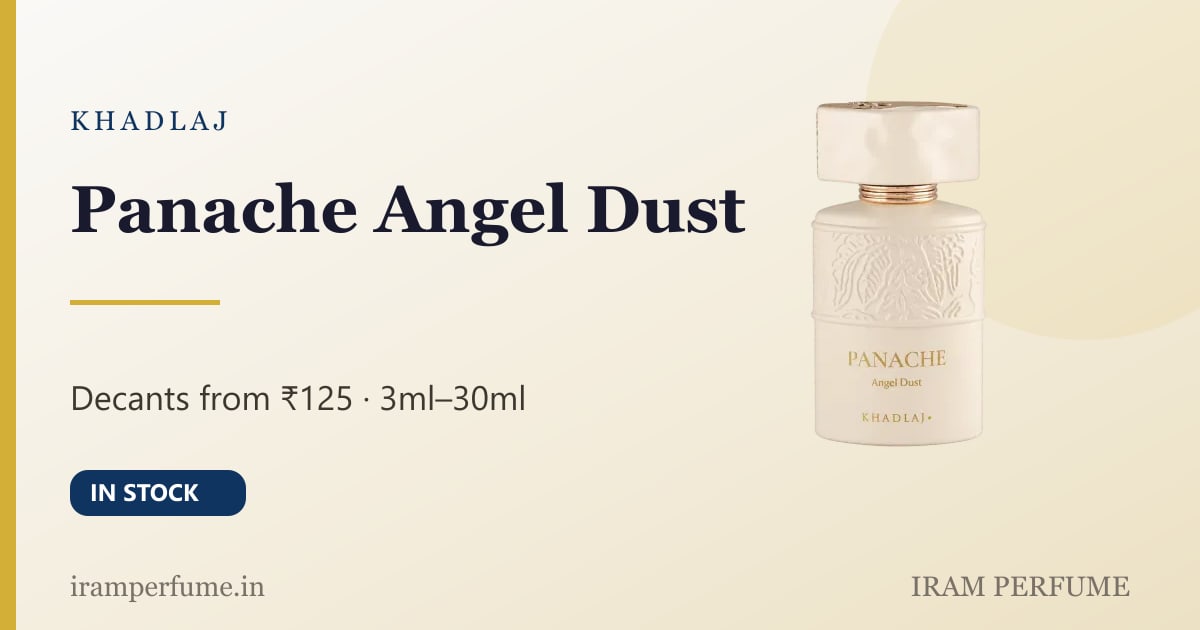 KHADLAJ
Panache Angel Dust
Decants from ₹125 · 3ml–30ml
IN STOCK
iramperfume.in
PANACHE
Angel Dust
KHADLAJ•
IRAM PERFUME